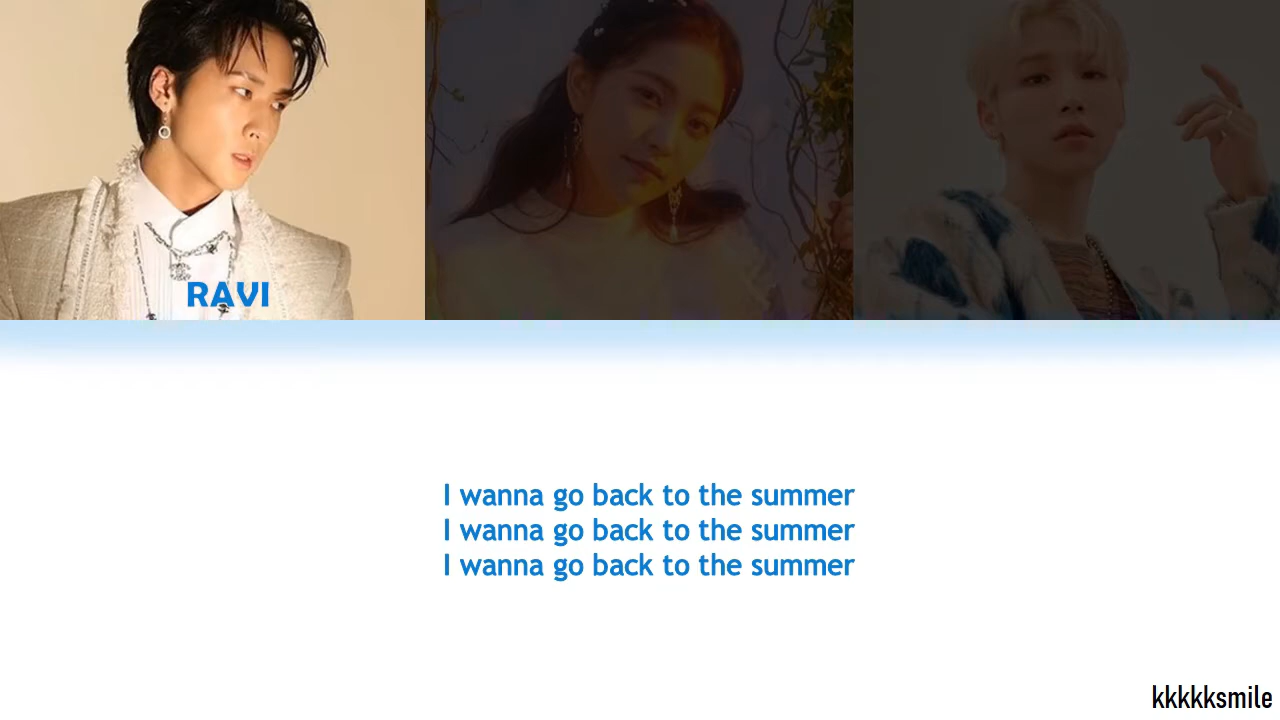 RAVI
I wanna go back to the summer
I wanna go back to the summer
I wanna go back to the summer
kkkkksmile